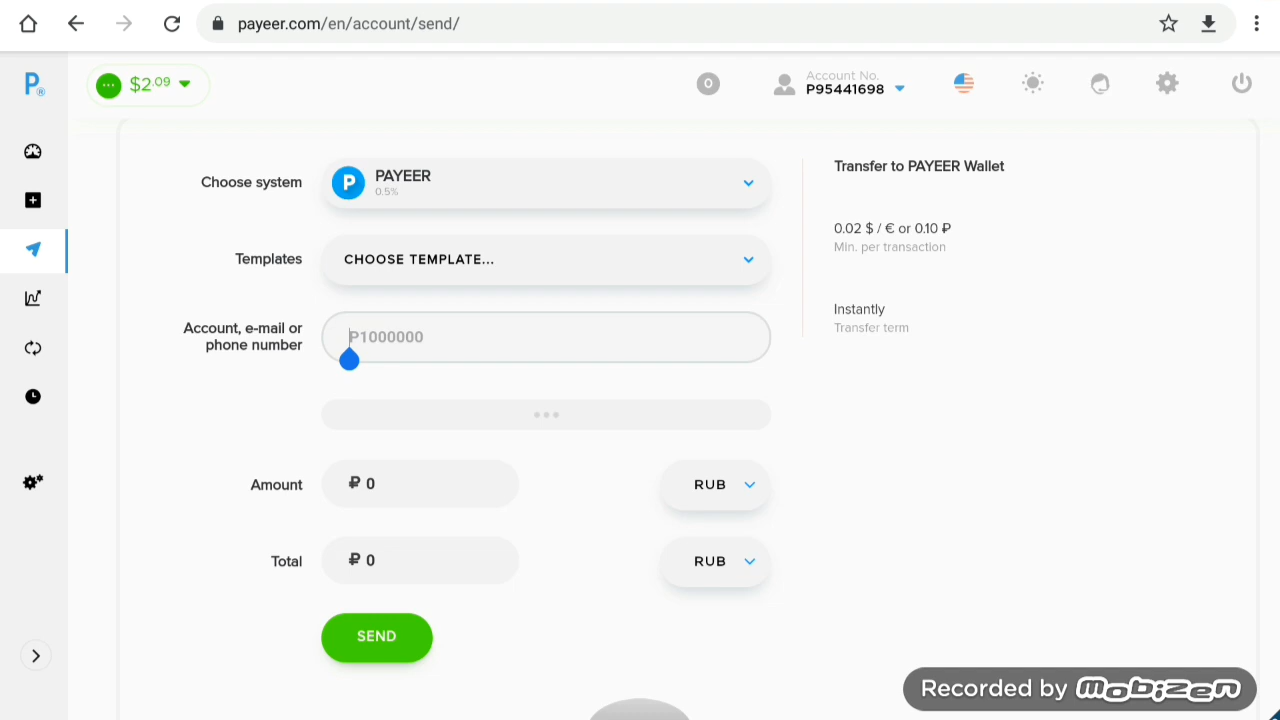 payeer.com/en/account/send/
P®
$2.09
0
Account No.
P95441698
Choose system
P
PAYEER
0.5%
Transfer to PAYEER Wallet
0.02 $ / € or 0.10 ₽
Min. per transaction
Templates
CHOOSE TEMPLATE...
Instantly
Transfer term
Account, e-mail or
phone number
P1000000
Amount
₽ 0
RUB
Total
₽ 0
RUB
SEND
Recorded by mobizen